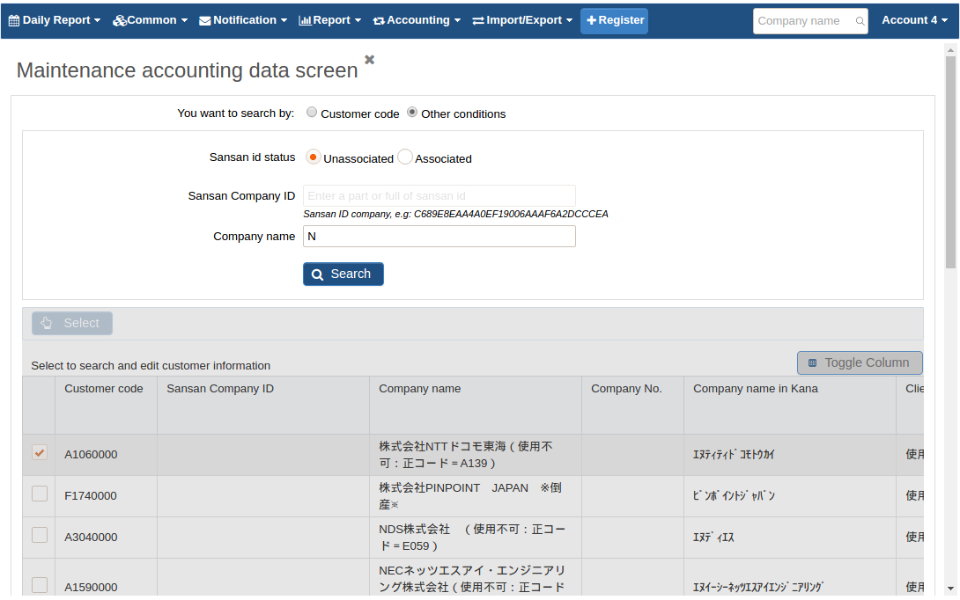 Daily Report Common Notification Report Accounting Import/Export Register Company name Account 4
Maintenance accounting data screen
You want to search by: Customer code Other conditions
Sansan id status Unassociated Associated
Sansan Company ID Enter a part or full of sansan id
Sansan ID company, e.g: C689E8EAA4A0EF19006AAAF6A2DCCCEA
Company name N
Search
Select
Select to search and edit customer information Toggle Column
Customer code Sansan Company ID Company name Company No. Company name in Kana Clie
株式会社NTTドコモ東海（使用不
A1060000 ｴﾇﾃｨﾃｨﾄﾞｺﾓﾄｳｶｲ 使用
可：正コード＝A139）
株式会社PINPOINT　JAPAN　※倒
F1740000 ﾋﾟﾝﾎﾟｲﾝﾄｼﾞｬﾊﾟﾝ 使用
産※
NDS株式会社　（使用不可：正コー
A3040000 ｴﾇﾃﾞｨｴｽ 使用
ド＝E059）
NECネッツエスアイ・エンジニアリ
A1590000 ング株式会社（使用不可：正コード ｴﾇｲｰｼｰﾈｯﾂｴｽｱｲｴﾝｼﾞﾆｱﾘﾝｸﾞ 使用